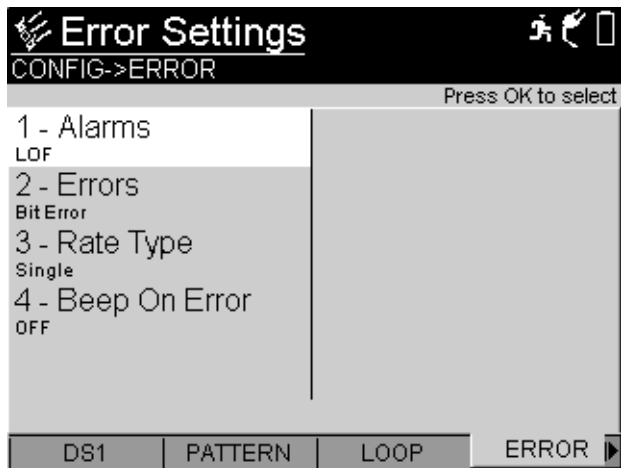 Error Settings
CONFIG->ERROR
Press OK to select
1 - Alarms
LOF
2 - Errors
Bit Error
3 - Rate Type
Single
4 - Beep On Error
OFF
DS1 PATTERN LOOP ERROR